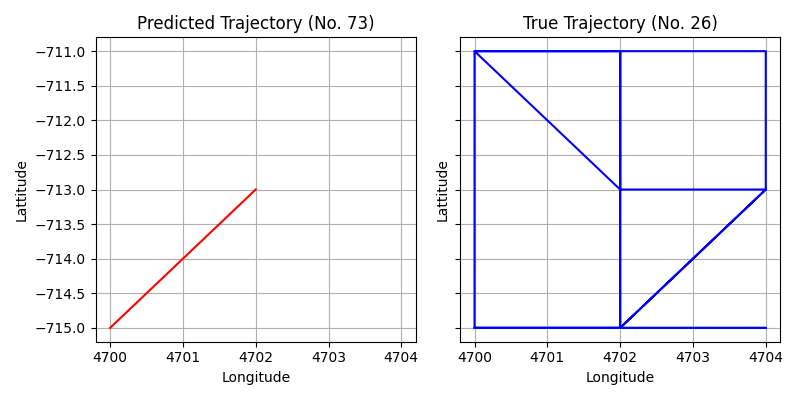 Predicted Trajectory (No. 73)
−711.0
−711.5
−712.0
−712.5
−713.0
−713.5
−714.0
−714.5
−715.0
Lattitude
4700 4701 4702 4703 4704
Longitude
True Trajectory (No. 26)
Lattitude
4700 4701 4702 4703 4704
Longitude